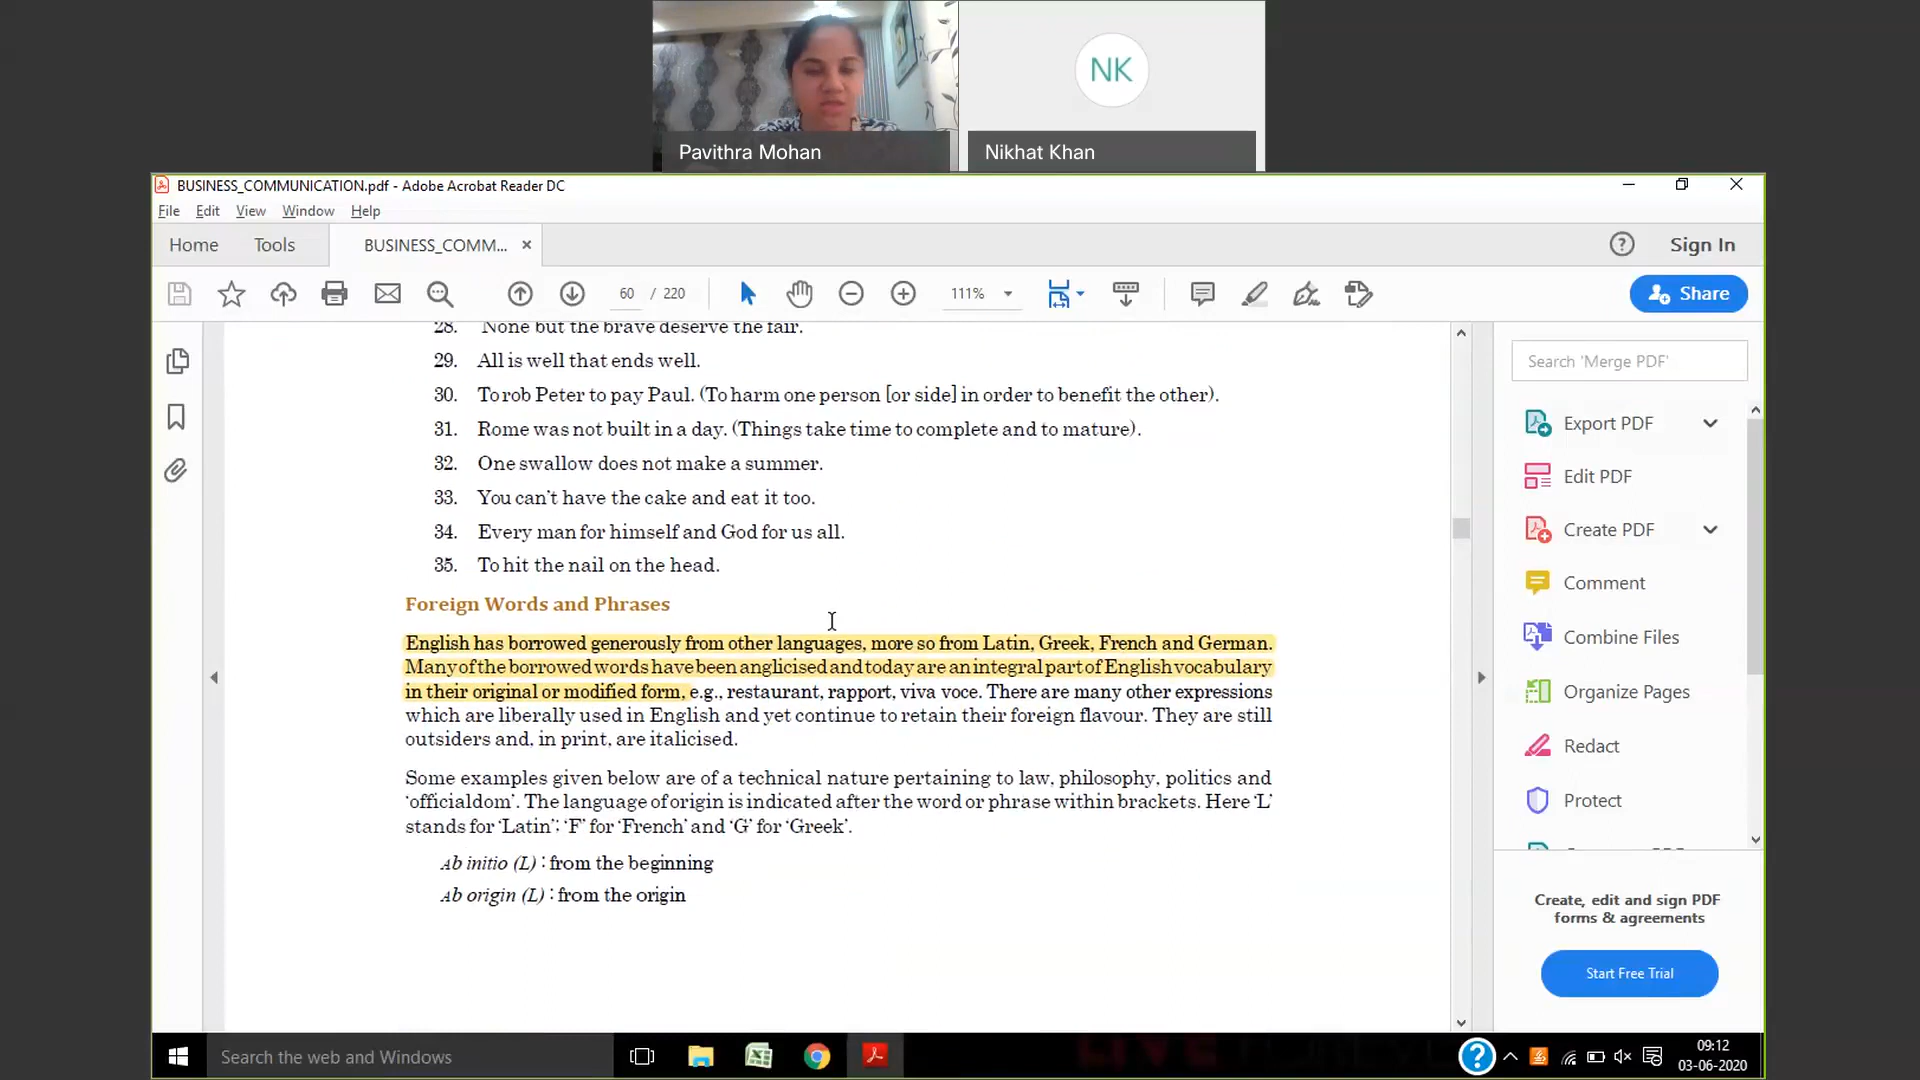 NK
Pavithra Mohan
Nikhat Khan
BUSINESS_COMMUNICATION.pdf - Adobe Acrobat Reader DC
File Edit View Window Help
Home Tools BUSINESS_COMM... × Sign In
60 / 220 111% Share
28. None but the brave deserve the fair.
29. All is well that ends well.
30. To rob Peter to pay Paul. (To harm one person [or side] in order to benefit the other).
31. Rome was not built in a day. (Things take time to complete and to mature).
32. One swallow does not make a summer.
33. You can't have the cake and eat it too.
34. Every man for himself and God for us all.
35. To hit the nail on the head.
Foreign Words and Phrases
English has borrowed generously from other languages, more so from Latin, Greek, French and German.
Many of the borrowed words have been anglicised and today are an integral part of English vocabulary
in their original or modified form, e.g., restaurant, rapport, viva voce. There are many other expressions
which are liberally used in English and yet continue to retain their foreign flavour. They are still
outsiders and, in print, are italicised.
Some examples given below are of a technical nature pertaining to law, philosophy, politics and
‘officialdom’. The language of origin is indicated after the word or phrase within brackets. Here ‘L’
stands for ‘Latin’; ‘F’ for ‘French’ and ‘G’ for ‘Greek’.
Ab initio (L) : from the beginning
Ab origin (L) : from the origin
Search 'Merge PDF'
Export PDF
Edit PDF
Create PDF
Comment
Combine Files
Organize Pages
Redact
Protect
Create, edit and sign PDF
forms & agreements
Start Free Trial
Search the web and Windows
09:12
03-06-2020